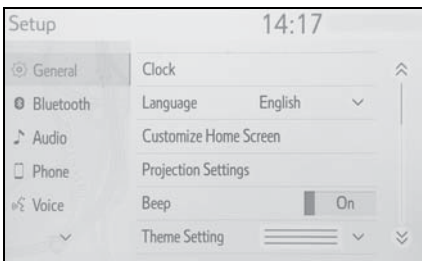 Setup 14:17
General
Bluetooth
Audio
Phone
Voice
Clock
Language English
Customize Home Screen
Projection Settings
Beep On
Theme Setting